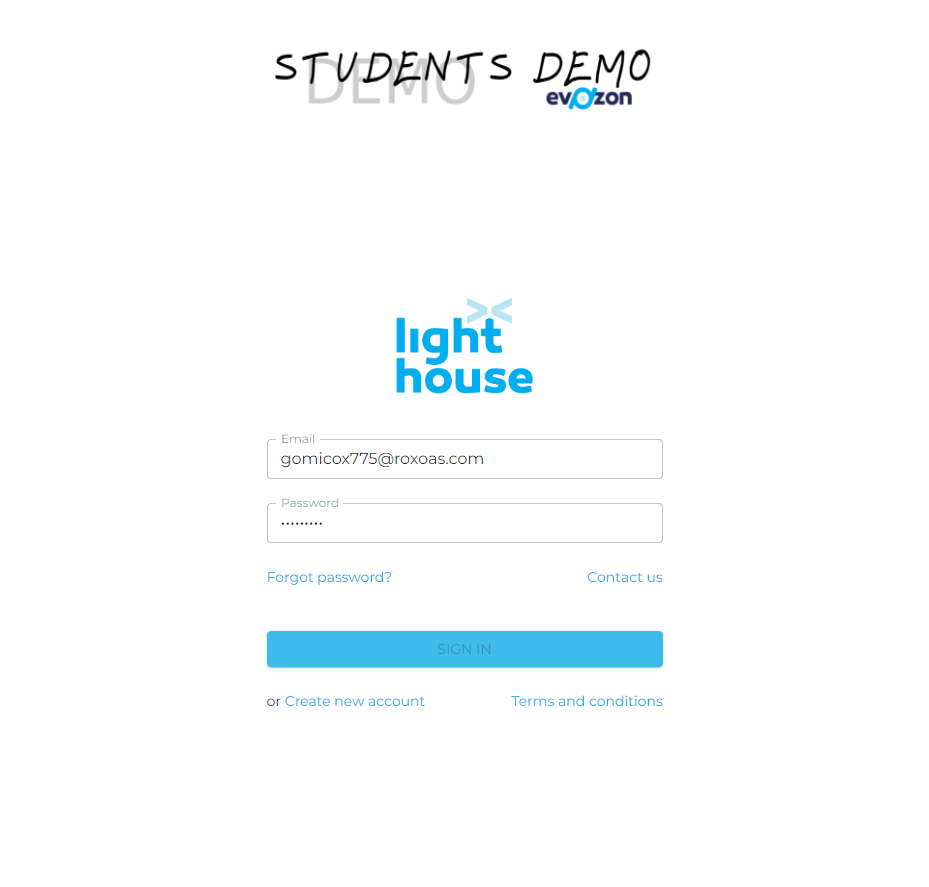 STUDENTS DEMO
DEMO
evozon
light
house
Email
gomicox775@roxoas.com
Password
•••••••••
Forgot password?
Contact us
SIGN IN
or Create new account
Terms and conditions